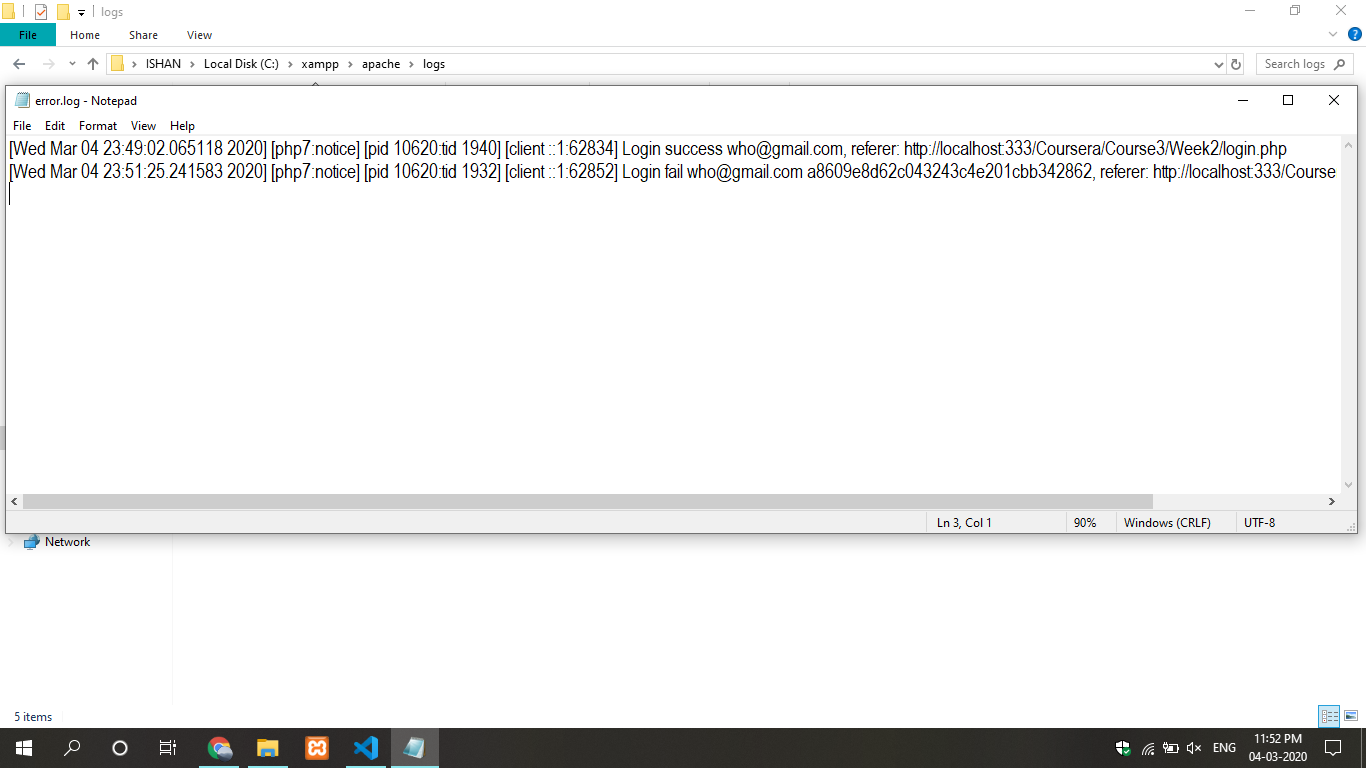 logs
File Home Share View
ISHAN Local Disk (C:) xampp apache logs Search logs
error.log - Notepad
File Edit Format View Help
[Wed Mar 04 23:49:02.065118 2020] [php7:notice] [pid 10620:tid 1940] [client ::1:62834] Login success who@gmail.com, referer: http://localhost:333/Coursera/Course3/Week2/login.php
[Wed Mar 04 23:51:25.241583 2020] [php7:notice] [pid 10620:tid 1932] [client ::1:62852] Login fail who@gmail.com a8609e8d62c043243c4e201cbb342862, referer: http://localhost:333/Course
Ln 3, Col 1 90% Windows (CRLF) UTF-8
Network
5 items
ENG 11:52 PM
04-03-2020